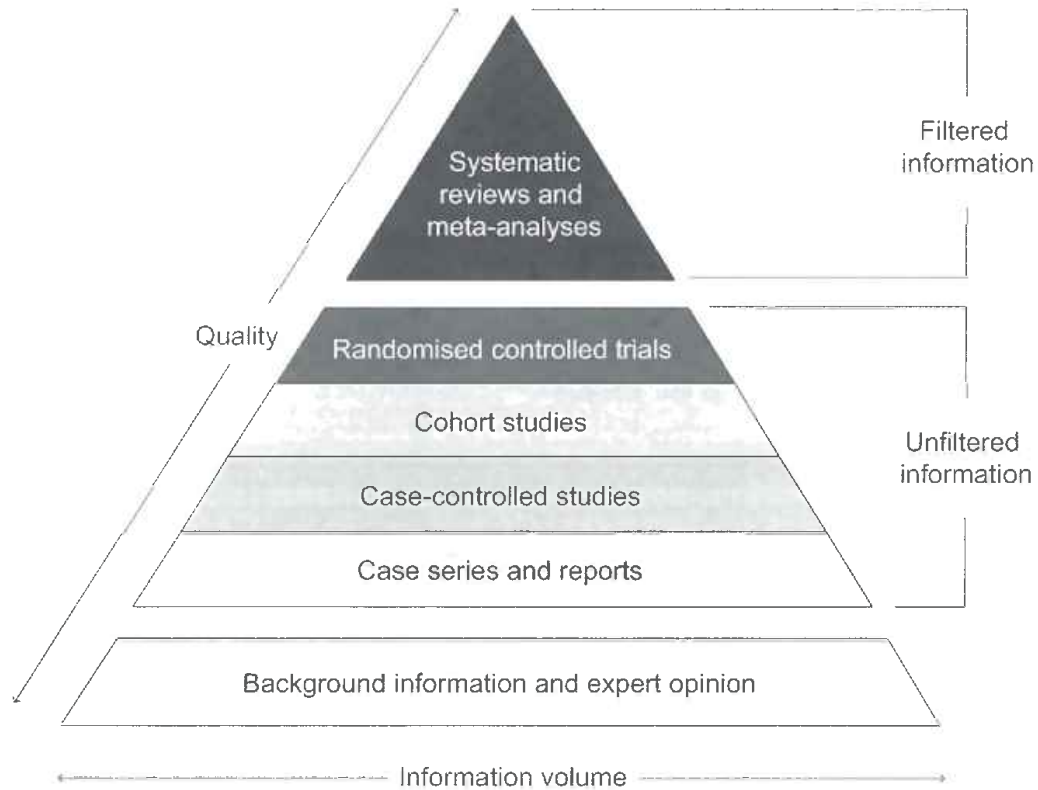 Systematic
reviews and
meta-analyses
Filtered
information
Quality
Randomised controlled trials
Cohort studies
Case-controlled studies
Case series and reports
Unfiltered
information
Background information and expert opinion
Information volume